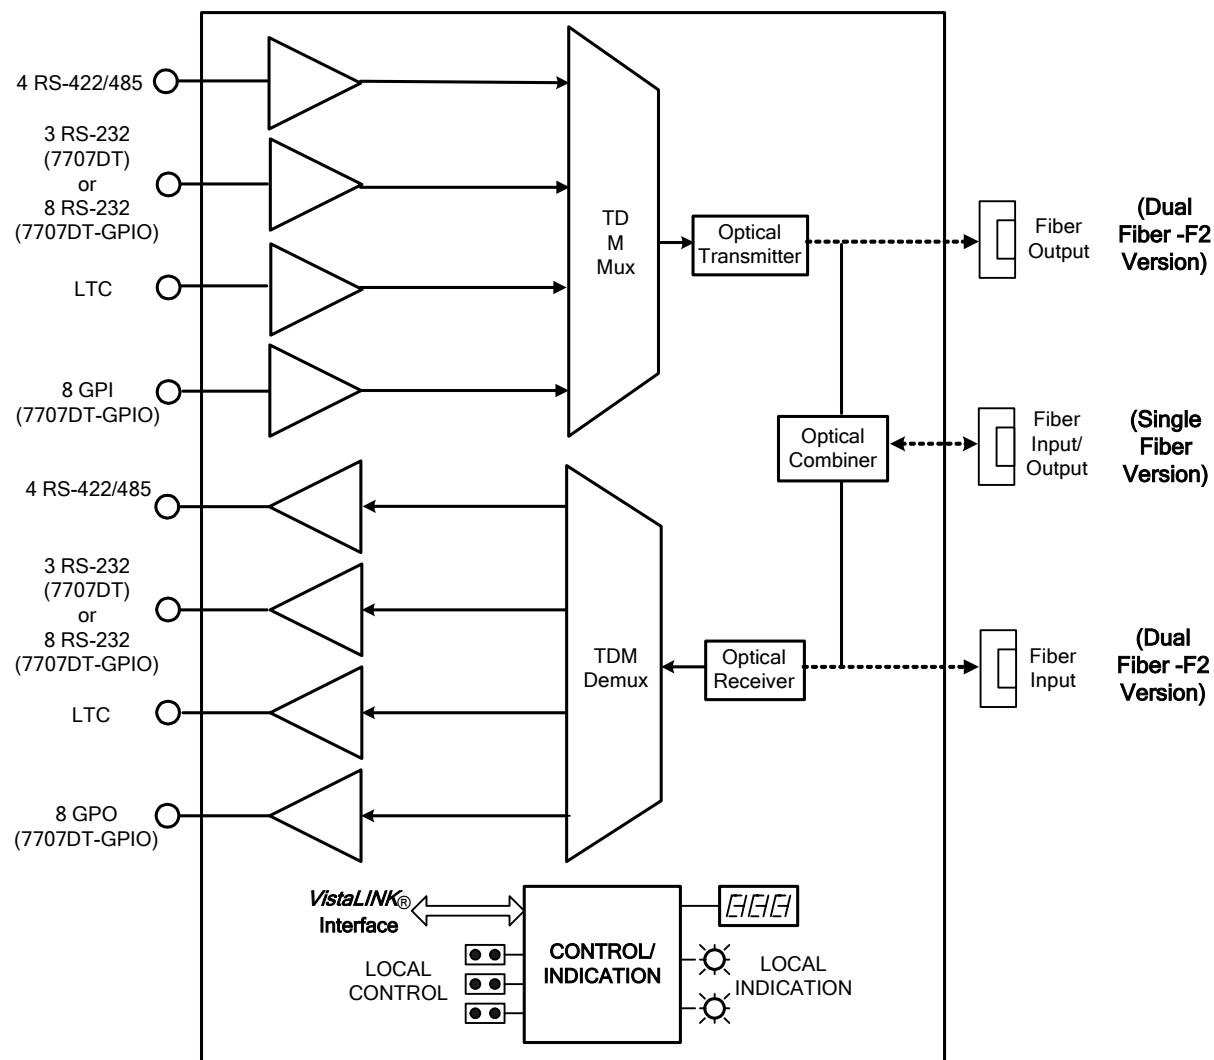 4 RS-422/485
3 RS-232
(7707DT)
or
8 RS-232
(7707DT-GPIO)
LTC
8 GPI
(7707DT-GPIO)
TD
M
Mux
Optical
Transmitter
Fiber
Output
(Dual
Fiber -F2
Version)
Optical
Combiner
Fiber
Input/
Output
(Single
Fiber
Version)
4 RS-422/485
3 RS-232
(7707DT)
or
8 RS-232
(7707DT-GPIO)
LTC
8 GPO
(7707DT-GPIO)
TDM
Demux
Optical
Receiver
Fiber
Input
(Dual
Fiber -F2
Version)
VistaLINK®
Interface
LOCAL
CONTROL
CONTROL/
INDICATION
LOCAL
INDICATION